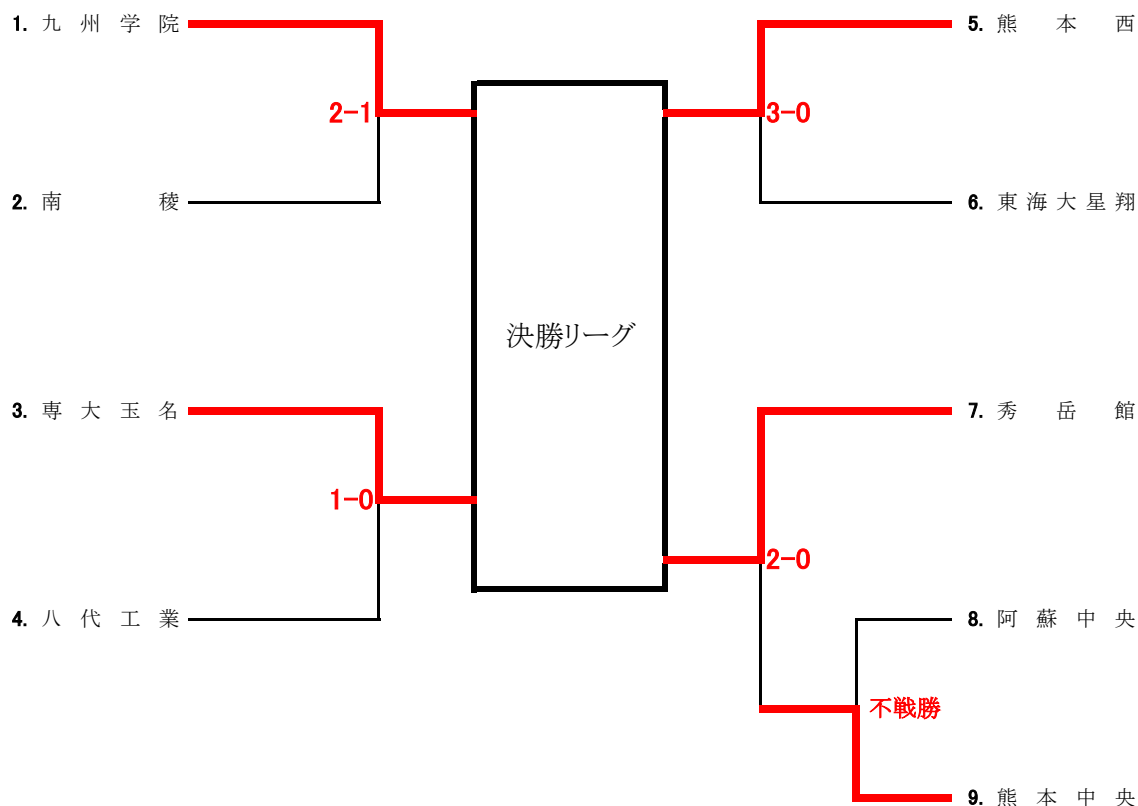 1. 九州学院
2-1
2. 南稜
3. 専大玉名
1-0
4. 八代工業
決勝リーグ
5. 熊本西
3-0
6. 東海大星翔
7. 秀岳館
2-0
8. 阿蘇中央
不戦勝
9. 熊本中央